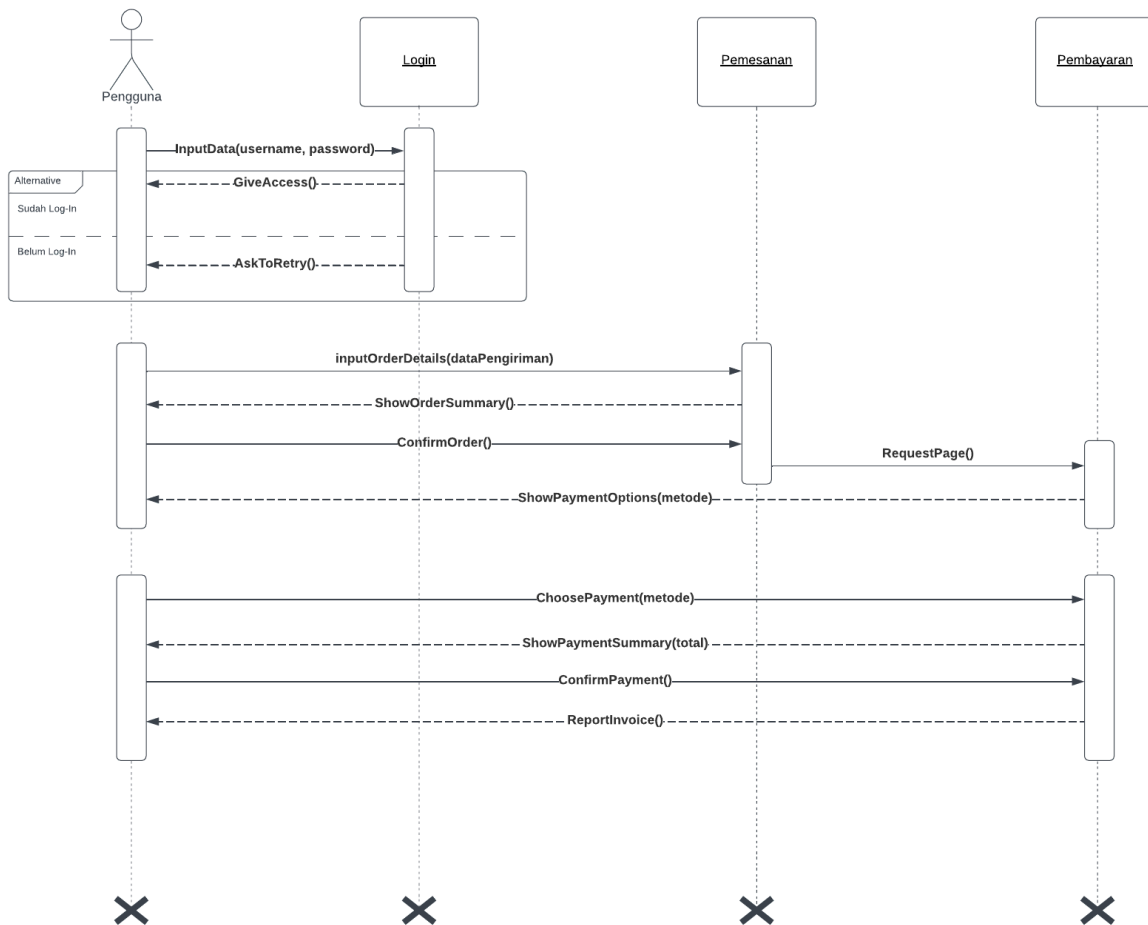 Pengguna
Login
Pemesanan
Pembayaran
InputData(username, password)
Alternative
GiveAccess()
Sudah Log-In
Belum Log-In
AskToRetry()
inputOrderDetails(dataPengiriman)
ShowOrderSummary()
ConfirmOrder()
RequestPage()
ShowPaymentOptions(metode)
ChoosePayment(metode)
ShowPaymentSummary(total)
ConfirmPayment()
ReportInvoice()